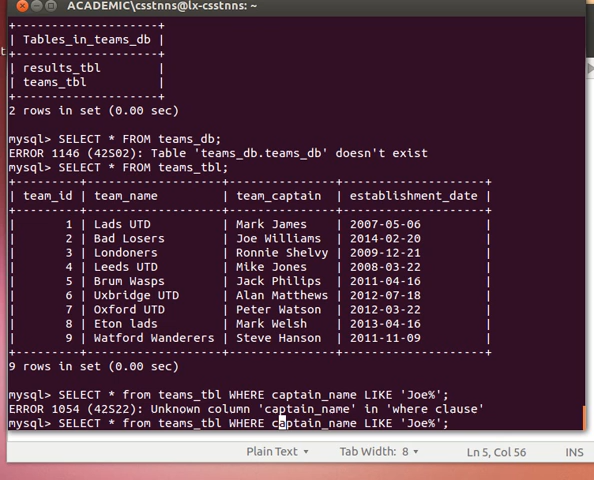 ACADEMIC\csstnns@lx-csstnns: ~
+--------------------+
| Tables_in_teams_db |
+--------------------+
| results_tbl        |
| teams_tbl          |
+--------------------+
2 rows in set (0.00 sec)
mysql> SELECT * FROM teams_db;
ERROR 1146 (42S02): Table 'teams_db.teams_db' doesn't exist
mysql> SELECT * FROM teams_tbl;
+---------+-------------------+---------------+--------------------+
| team_id | team_name         | team_captain  | establishment_date |
+---------+-------------------+---------------+--------------------+
|       1 | Lads UTD          | Mark James    | 2007-05-06         |
|       2 | Bad Losers        | Joe Williams  | 2014-02-20         |
|       3 | Londoners         | Ronnie Shelvy | 2009-12-21         |
|       4 | Leeds UTD         | Mike Jones    | 2008-03-22         |
|       5 | Brum Wasps        | Jack Philips  | 2011-04-16         |
|       6 | Uxbridge UTD      | Alan Matthews | 2012-07-18         |
|       7 | Oxford UTD        | Peter Watson  | 2012-03-22         |
|       8 | Eton lads         | Mark Welsh    | 2013-04-16         |
|       9 | Watford Wanderers | Steve Hanson  | 2011-11-09         |
+---------+-------------------+---------------+--------------------+
9 rows in set (0.00 sec)
mysql> SELECT * from teams_tbl WHERE captain_name LIKE 'Joe%';
ERROR 1054 (42S22): Unknown column 'captain_name' in 'where clause'
mysql> SELECT * from teams_tbl WHERE captain_name LIKE 'Joe%';
Plain Text Tab Width: 8 Ln 5, Col 56 INS